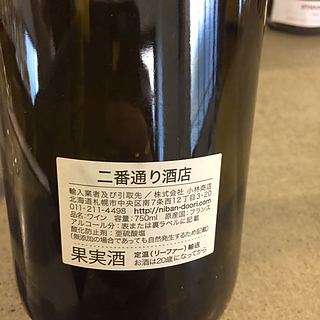 二番通り酒店
輸入業者及び引取先／株式会社 小林商店
北海道札幌市中央区南7条西12丁目3-20
011-211-4498 http://niban-doori.com/
品名:ワイン 容量:750ml 原産国:フランス
アルコール分:表または裏ラベルに記載
酸化防止剤:亜硫酸塩
(無添加の場合であっても自然発生するため記載)
果実酒 定温（リーファー）輸送
お酒は20歳になってから